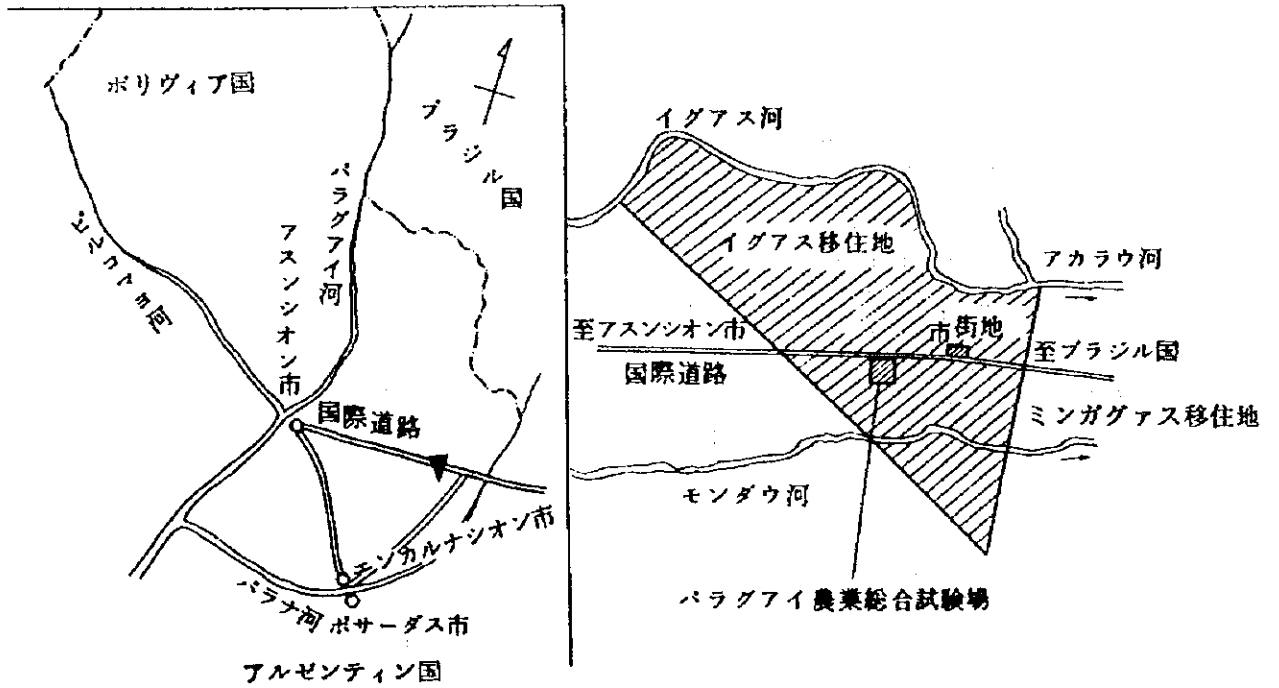 ボリヴィア国
ブラジル国
パラグアイ河
アスンシオン市
ピルコマヨ河
国際道路
エンカルナシオン市
パラナ河
ポサーダス市
アルゼンティン国
イグアス河
イグアス移住地
アカラウ河
至アスンシオン市
市街地
至ブラジル国
国際道路
ミンガグァス移住地
モンダウ河
パラグアイ農業総合試験場